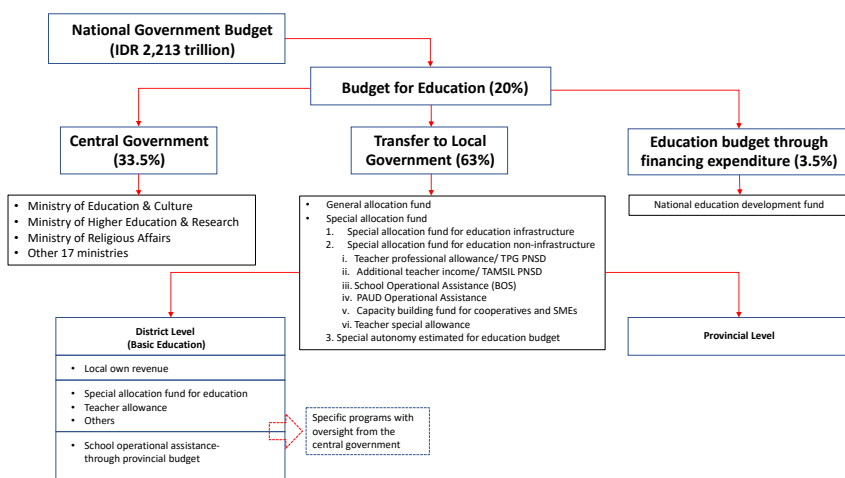 National Government Budget
(IDR 2,213 trillion)
Budget for Education (20%)
Central Government
(33.5%)
Transfer to Local
Government (63%)
Education budget through
financing expenditure (3.5%)
• Ministry of Education & Culture
• Ministry of Higher Education & Research
• Ministry of Religious Affairs
• Other 17 ministries
• General allocation fund
• Special allocation fund
1. Special allocation fund for education infrastructure
2. Special allocation fund for education non-infrastructure
i. Teacher professional allowance/ TPG PNSD
ii. Additional teacher income/ TAMSIL PNSD
iii. School Operational Assistance (BOS)
iv. PAUD Operational Assistance
v. Capacity building fund for cooperatives and SMEs
vi. Teacher special allowance
3. Special autonomy estimated for education budget
National education development fund
District Level
(Basic Education)
• Local own revenue
• Special allocation fund for education
• Teacher allowance
• Others
• School operational assistance-
through provincial budget
Specific programs with
oversight from the
central government
Provincial Level